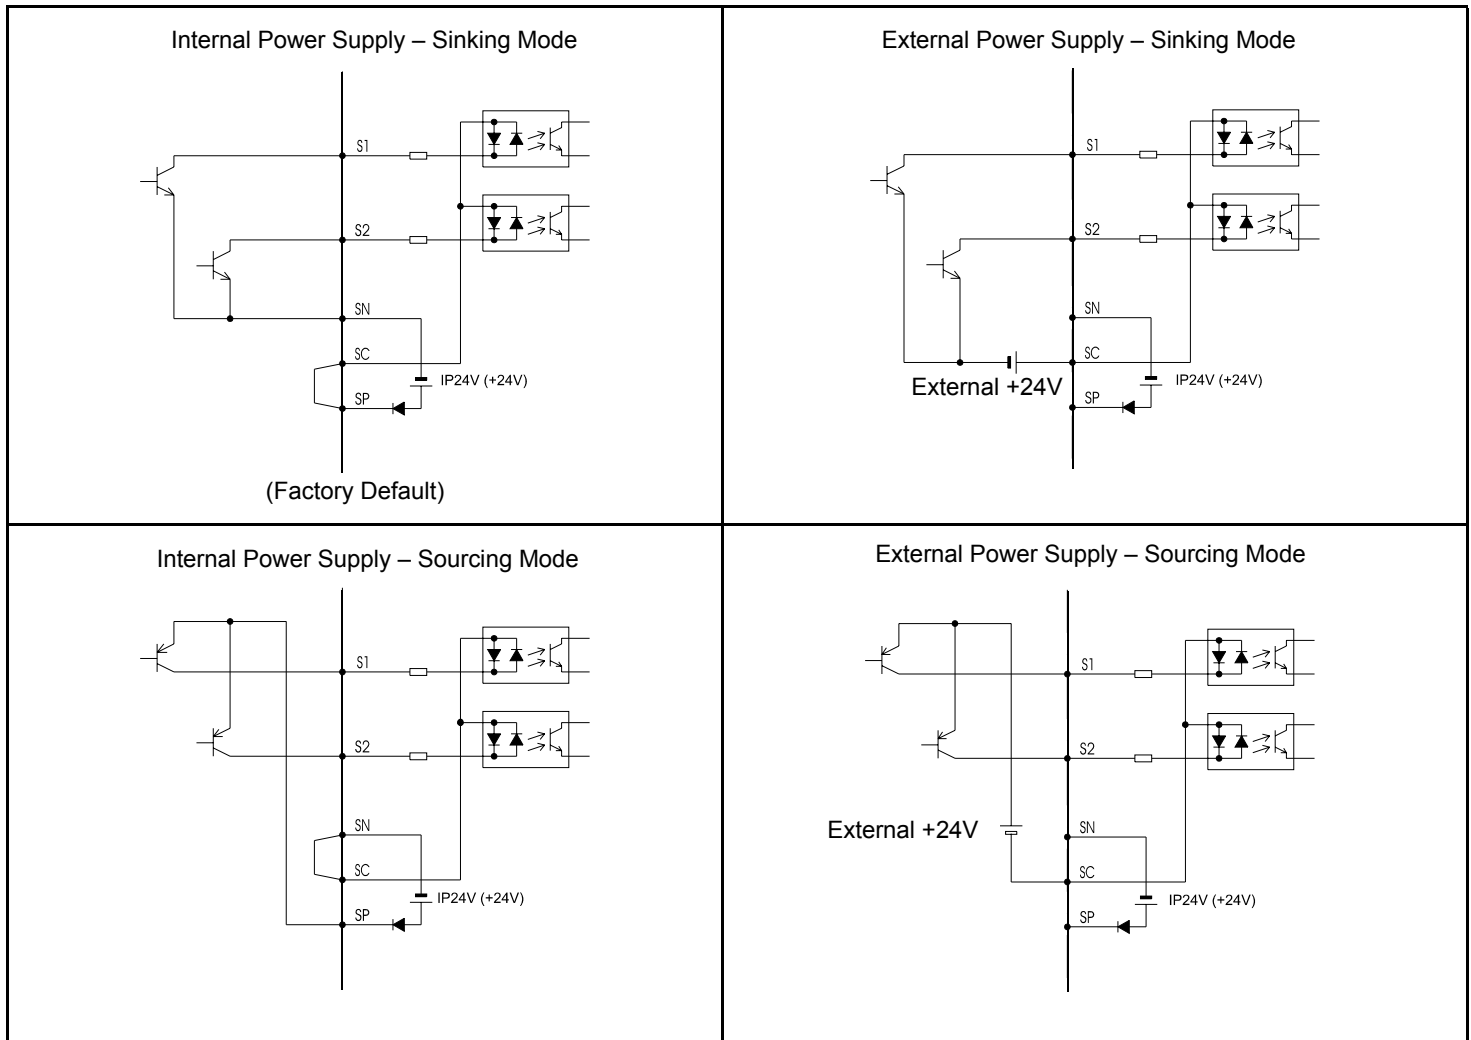 Internal Power Supply – Sinking Mode
S1
S2
SN
SC
IP24V (+24V)
SP
(Factory Default)
External Power Supply – Sinking Mode
S1
S2
SN
SC
External +24V
IP24V (+24V)
SP
Internal Power Supply – Sourcing Mode
S1
S2
SN
SC
IP24V (+24V)
SP
External Power Supply – Sourcing Mode
S1
S2
External +24V
SN
SC
IP24V (+24V)
SP